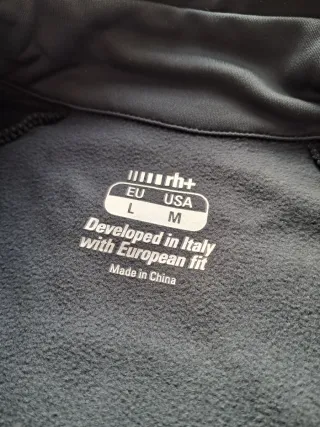 rh+
EU USA
L M
Developed in Italy
with European fit
Made in China